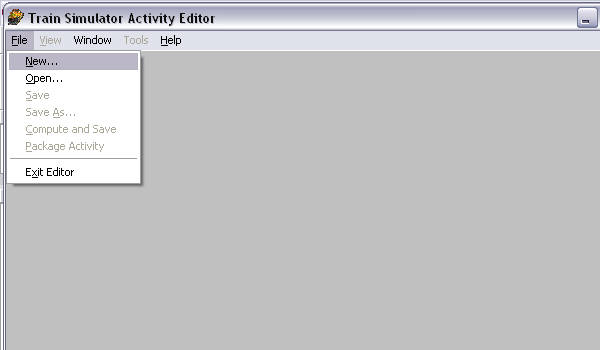 Train Simulator Activity Editor
File View Window Tools Help
New...
Open...
Save
Save As...
Compute and Save
Package Activity
Exit Editor